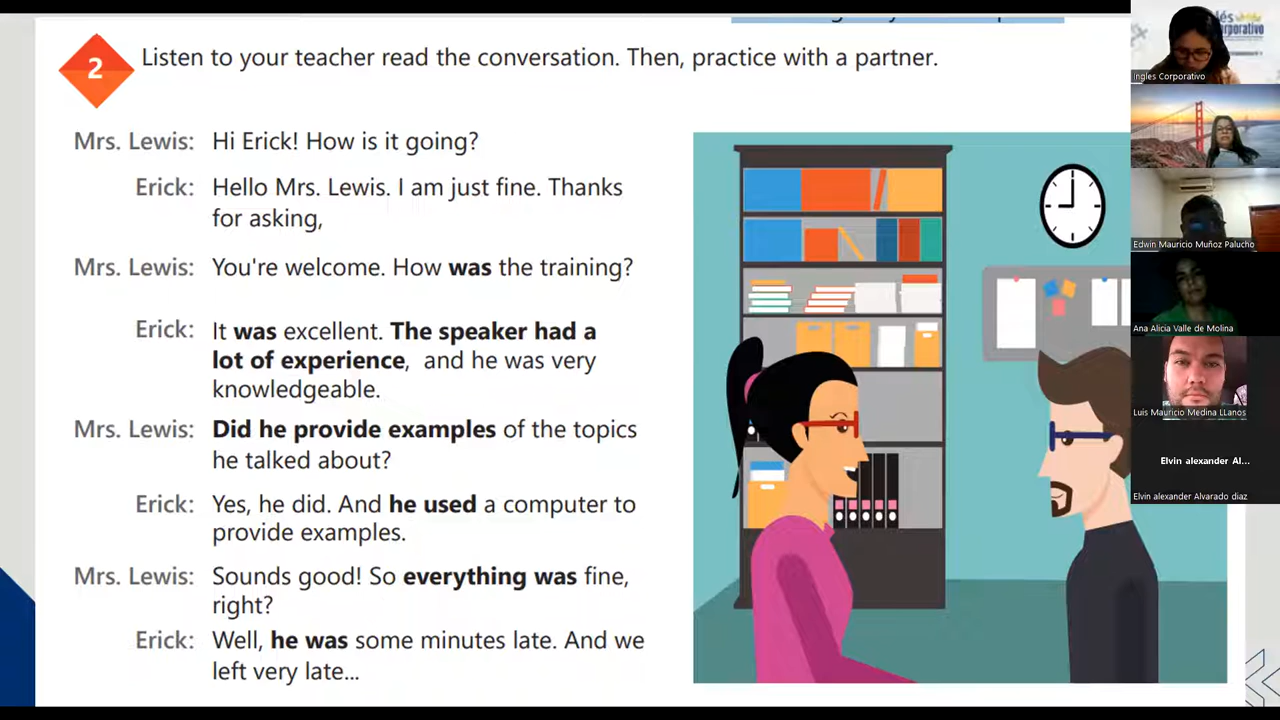 2
Listen to your teacher read the conversation. Then, practice with a partner.
Mrs. Lewis: Hi Erick! How is it going?
Erick: Hello Mrs. Lewis. I am just fine. Thanks
for asking,
Mrs. Lewis: You're welcome. How was the training?
Erick: It was excellent. The speaker had a
lot of experience, and he was very
knowledgeable.
Mrs. Lewis: Did he provide examples of the topics
he talked about?
Erick: Yes, he did. And he used a computer to
provide examples.
Mrs. Lewis: Sounds good! So everything was fine,
right?
Erick: Well, he was some minutes late. And we
left very late...
Ingles Corporativo
Edwin Mauricio Muñoz Palucho
Ana Alicia Valle de Molina
Luis Mauricio Medina LLanos
Elvin alexander Al...
Elvin alexander Alvarado diaz